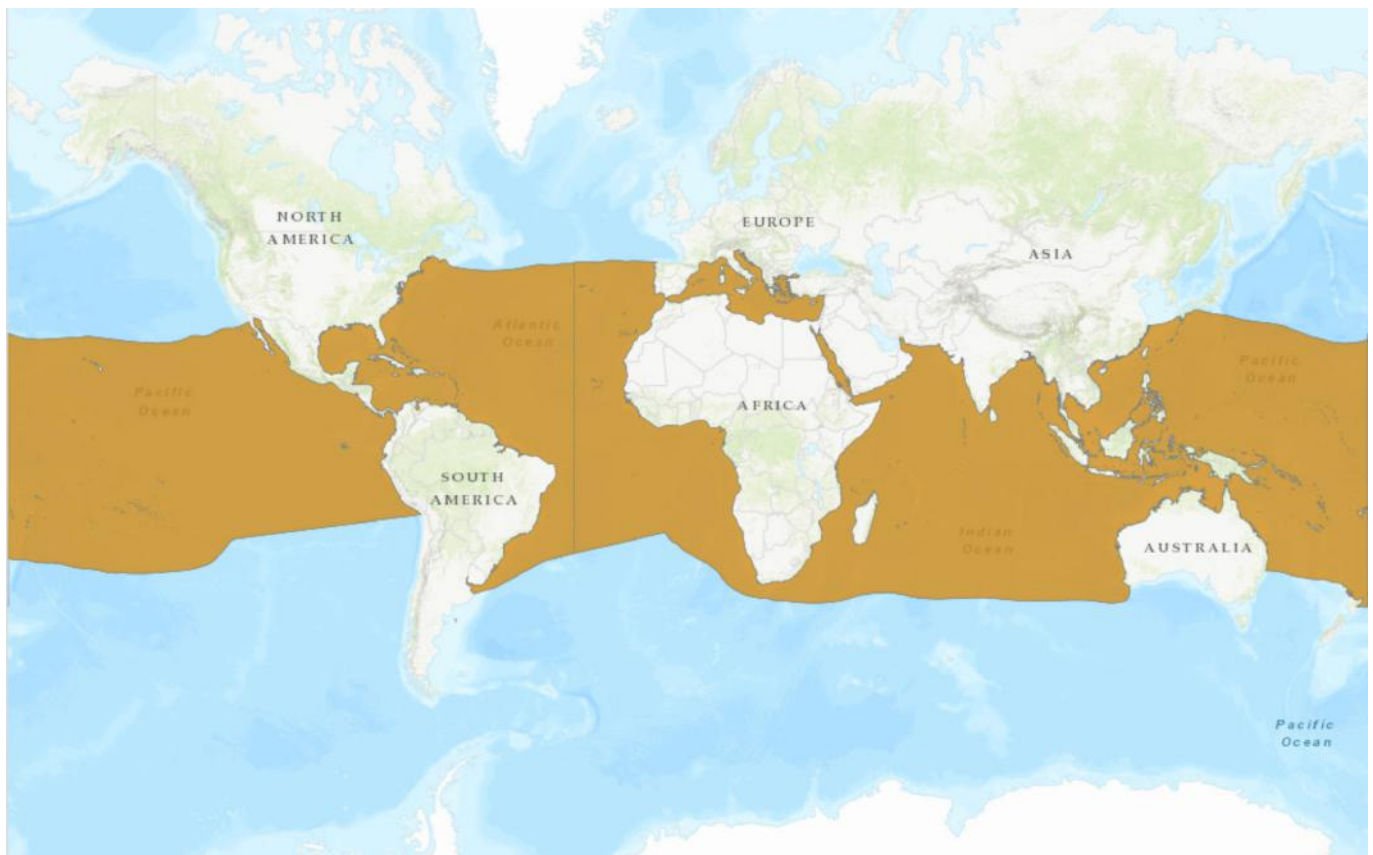 NORTH
AMERICA
EUROPE
ASIA
Atlantic
Ocean
Pacific
Ocean
Pacific
Ocean
AFRICA
SOUTH
AMERICA
Indian
Ocean
AUSTRALIA
Pacific
Ocean